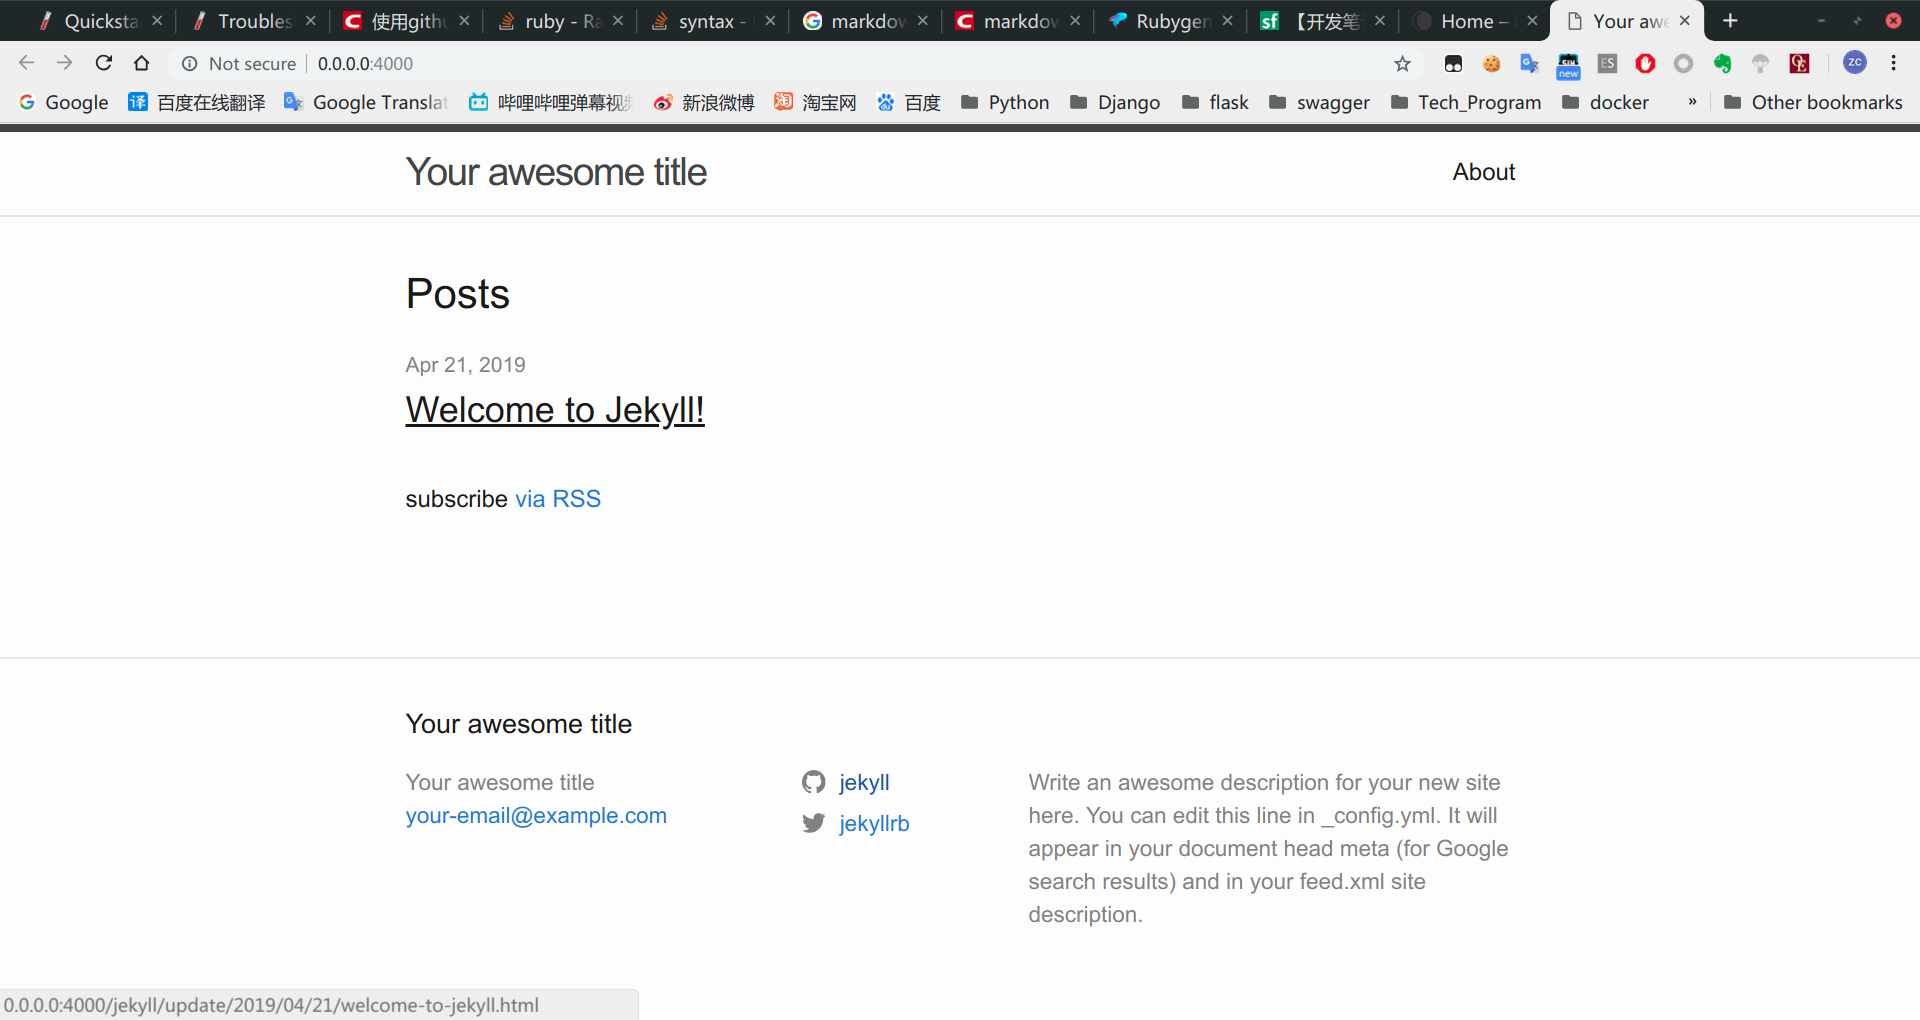 Quicksta
Troubles
使用gith
ruby - Ra
syntax -
markdow
markdow
Rubygen
【开发笔
Home –
Your awe
Not secure
0.0.0.0:4000
new
ES
ZC
Google
译 百度在线翻译
Google Translat
哔哩哔哩弹幕视
新浪微博
淘 淘宝网
百度
Python
Django
flask
swagger
Tech_Program
docker
»
Other bookmarks
Your awesome title
About
Posts
Apr 21, 2019
Welcome to Jekyll!
subscribe via RSS
Your awesome title
Your awesome title
your-email@example.com
jekyll
jekyllrb
Write an awesome description for your new site
here. You can edit this line in _config.yml. It will
appear in your document head meta (for Google
search results) and in your feed.xml site
description.
0.0.0.0:4000/jekyll/update/2019/04/21/welcome-to-jekyll.html